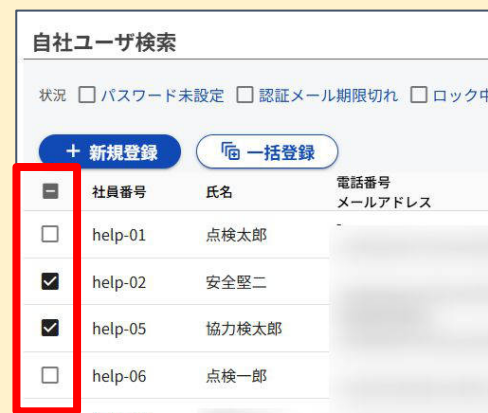 自社ユーザ検索
状況 パスワード未設定 認証メール期限切れ ロック中
+ 新規登録 一括登録
社員番号 氏名 電話番号
メールアドレス
help-01 点検太郎 -
help-02 安全堅二
help-05 協力検太郎
help-06 点検一郎